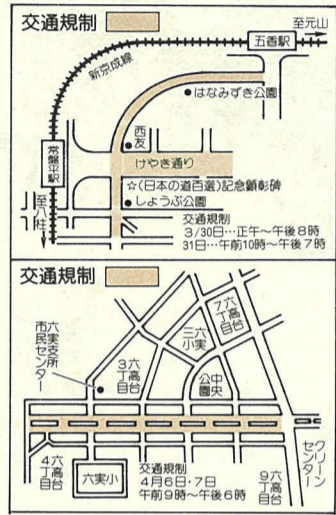 交通規制
至元山
五香駅
新京成線
はなみずき公園
西友
けやき通り
常盤平駅
至八柱
☆〈日本の道百選〉記念顕彰碑
しょうぶ公園
交通規制
3/30日…正午〜午後8時
31日…午前10時〜午後7時
交通規制
六高台
7丁目
六実
三小
六高台
3丁目
中央
公園
六実支所
市民センター
クリーン
センター
六高台
4丁目
六実小
交通規制
4月6日・7日
午前9時〜午後6時
六高台
9丁目